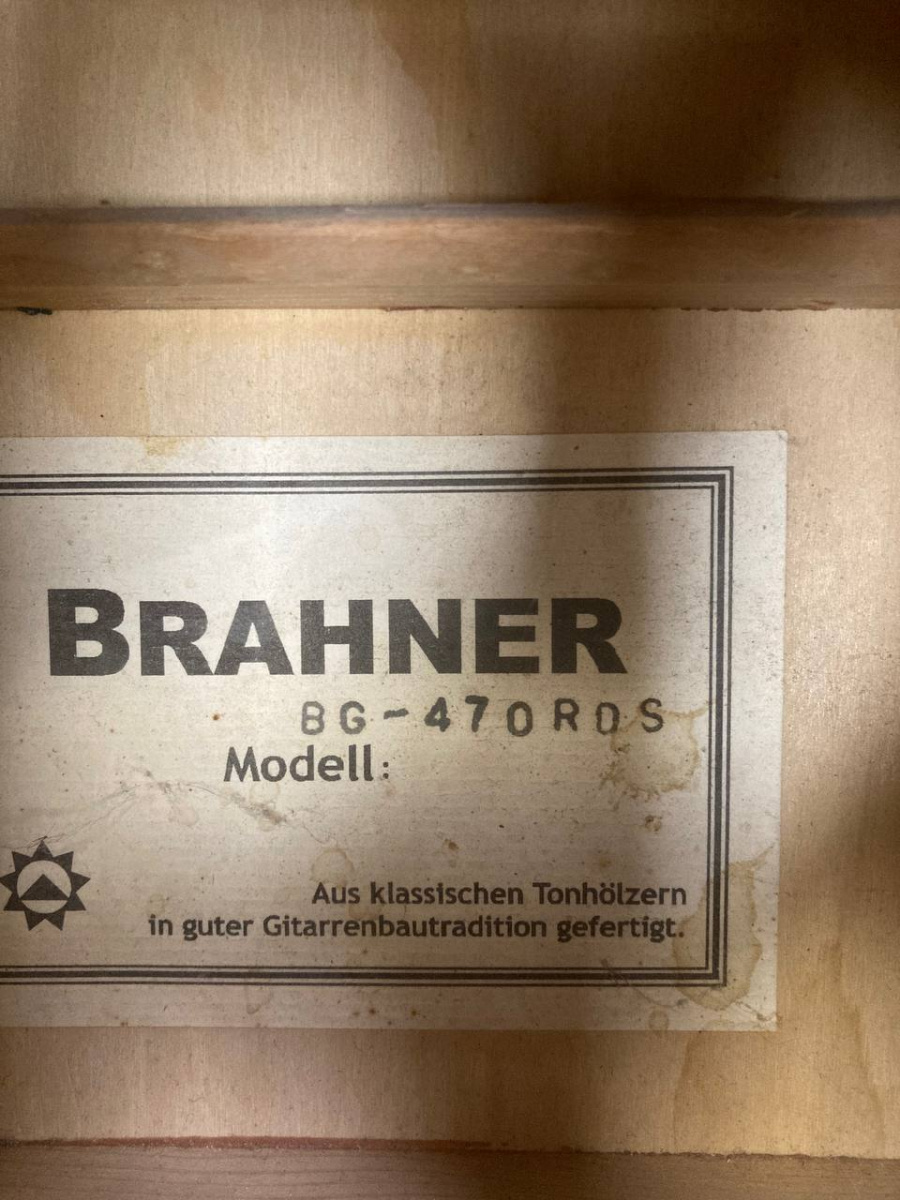 BRAHNER
BG-470RDS
Modell:
Aus klassischen Tonhölzern
in guter Gitarrenbautradition gefertigt.